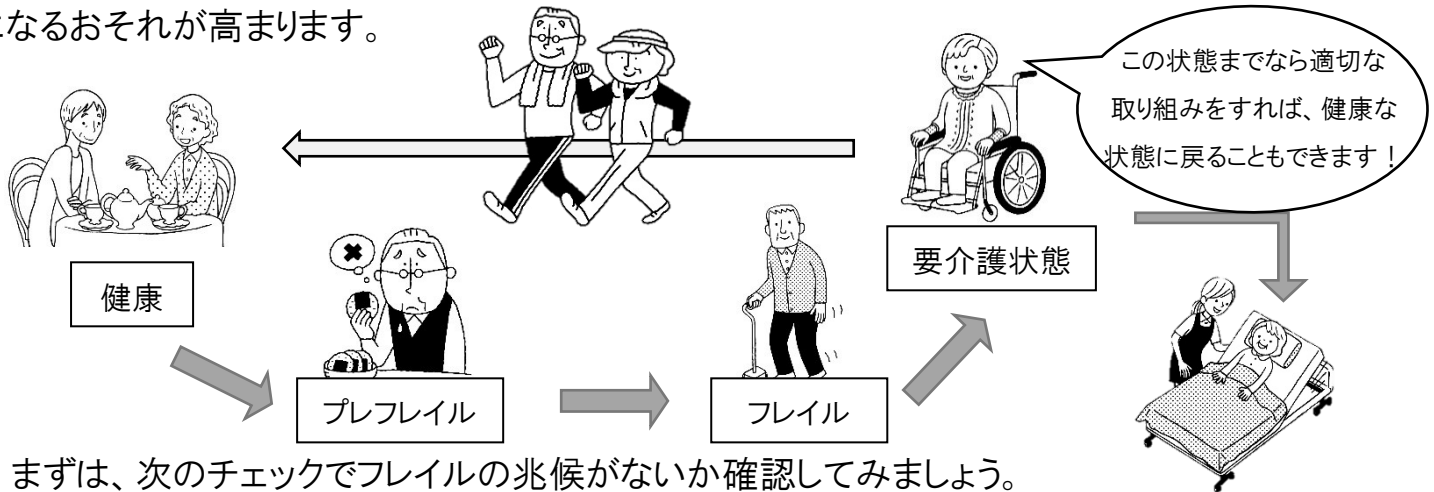 なるおそれが高まります。
この状態までなら適切な
取り組みをすれば、健康な
状態に戻ることもできます！
要介護状態
健康
プレフレイル
フレイル
まずは、次のチェックでフレイルの兆候がないか確認してみましょう。